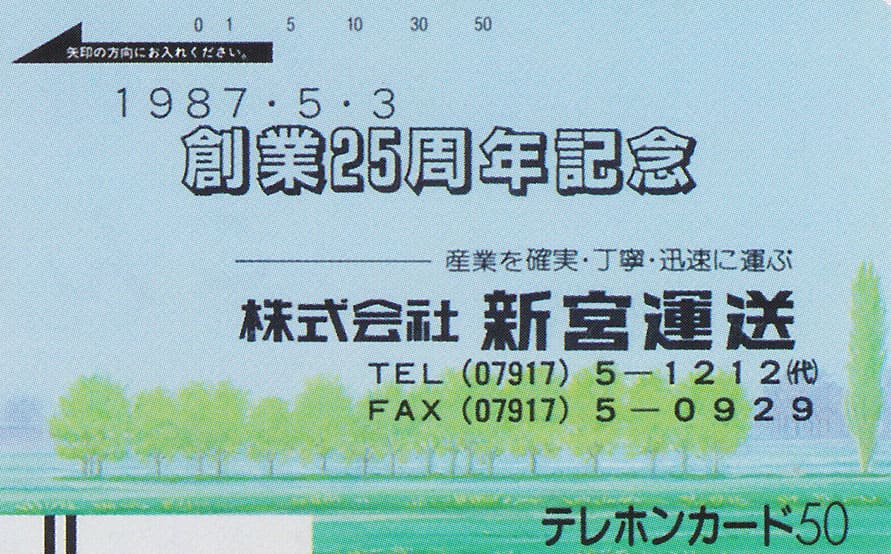 0 1 5 10 30 50
矢印の方向にお入れください。
1987・5・3
創業25周年記念
産業を確実・丁寧・迅速に運ぶ
株式会社 新宮運送
TEL (07917) 5－1212(代)
FAX (07917) 5－0929
テレホンカード50